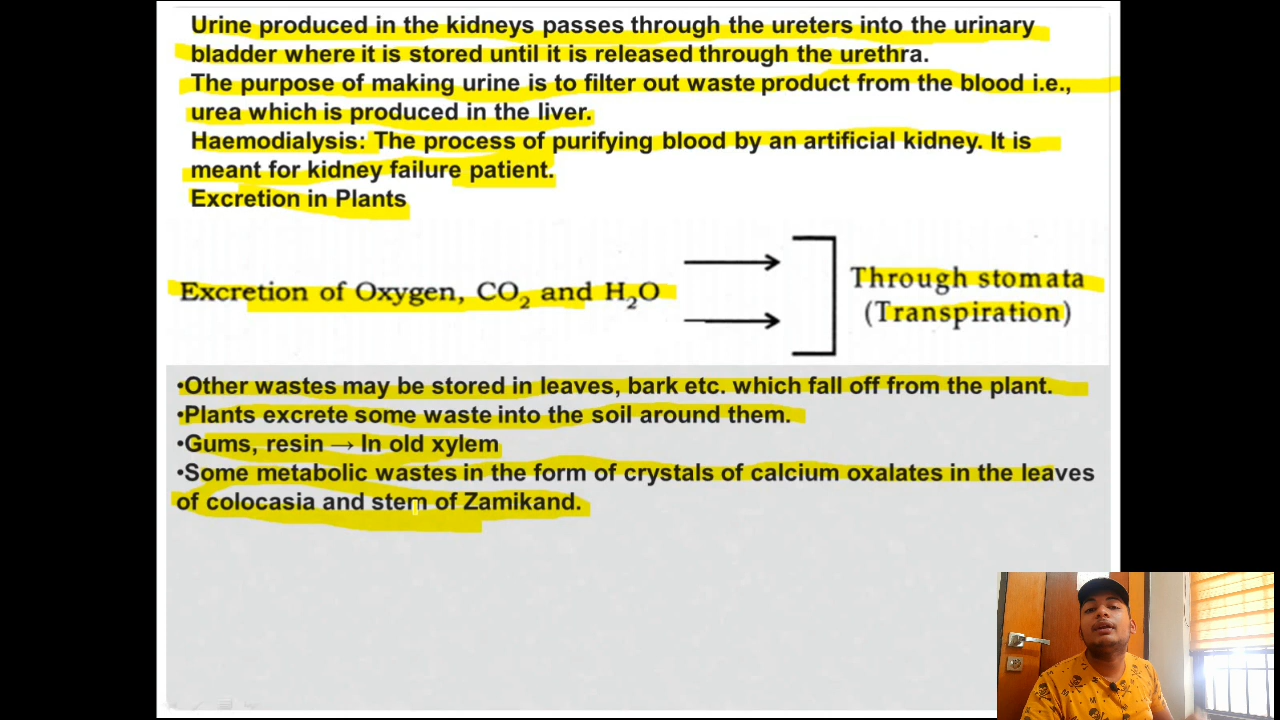 Urine produced in the kidneys passes through the ureters into the urinary
bladder where it is stored until it is released through the urethra.
The purpose of making urine is to filter out waste product from the blood i.e.,
urea which is produced in the liver.
Haemodialysis: The process of purifying blood by an artificial kidney. It is
meant for kidney failure patient.
Excretion in Plants
Excretion of Oxygen, CO₂ and H₂O
Through stomata
(Transpiration)
•Other wastes may be stored in leaves, bark etc. which fall off from the plant.
•Plants excrete some waste into the soil around them.
•Gums, resin → In old xylem
•Some metabolic wastes in the form of crystals of calcium oxalates in the leaves
of colocasia and stem of Zamikand.